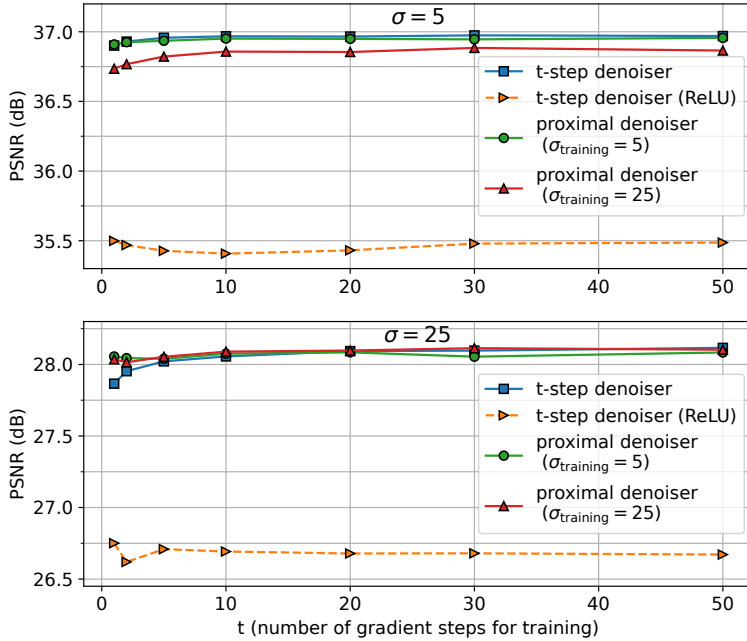 σ = 5
37.0
36.5
36.0
35.5
PSNR (dB)
t-step denoiser
t-step denoiser (ReLU)
proximal denoiser
(σtraining = 5)
proximal denoiser
(σtraining = 25)
0 10 20 30 40 50
σ = 25
28.0
27.5
27.0
26.5
PSNR (dB)
t-step denoiser
t-step denoiser (ReLU)
proximal denoiser
(σtraining = 5)
proximal denoiser
(σtraining = 25)
0 10 20 30 40 50
t (number of gradient steps for training)